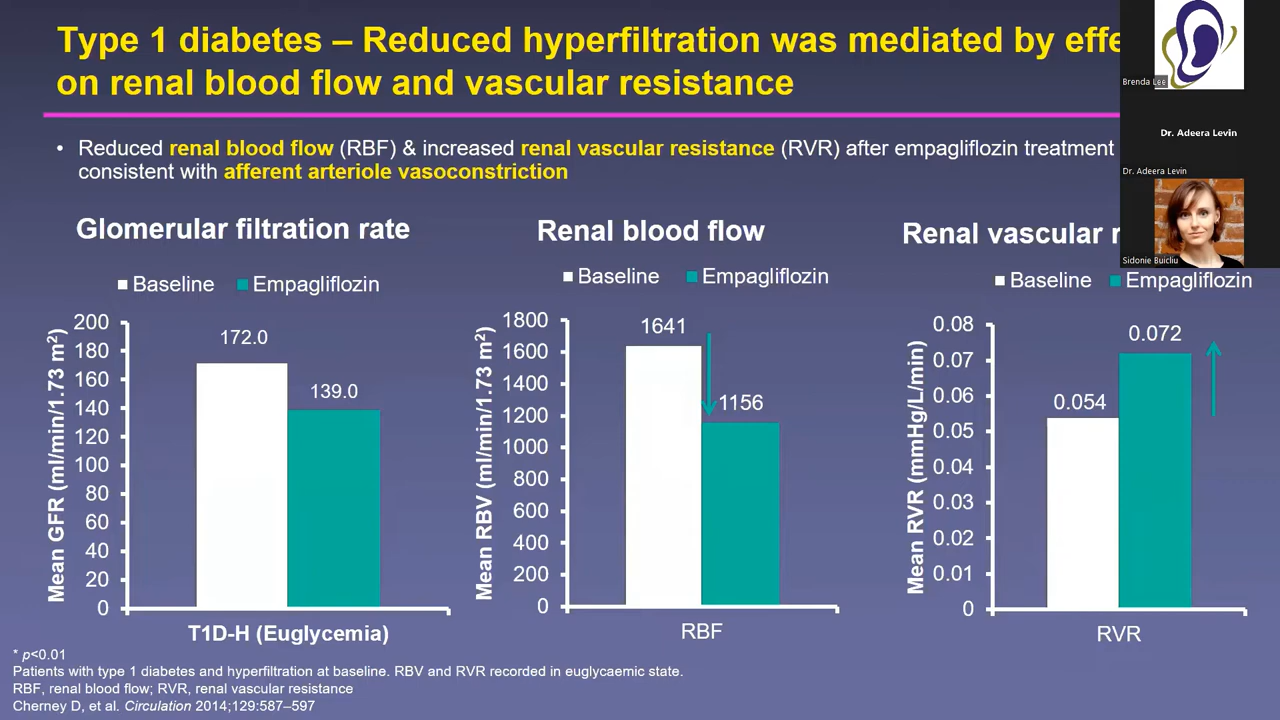 Type 1 diabetes – Reduced hyperfiltration was mediated by
on renal blood flow and vascular resistance
• Reduced renal blood flow (RBF) & increased renal vascular resistance (RVR) after empagliflozin treatment
consistent with afferent arteriole vasoconstriction
Brenda Lee
Dr. Adeera Levin
Dr. Adeera Levin
Sidonie Buicliu
Glomerular filtration rate
Baseline
Empagliflozin
Mean GFR (ml/min/1.73 m²)
200
180
160
140
120
100
80
60
40
20
0
172.0
139.0
T1D-H (Euglycemia)
Renal blood flow
Baseline
Empagliflozin
Mean RBV (ml/min/1.73 m²)
1800
1600
1400
1200
1000
800
600
400
200
0
1641
1156
RBF
Renal vascular
Baseline
Empagliflozin
Mean RVR (mmHg/L/min)
0.08
0.07
0.06
0.05
0.04
0.03
0.02
0.01
0
0.054
0.072
RVR
* p<0.01
Patients with type 1 diabetes and hyperfiltration at baseline. RBV and RVR recorded in euglycaemic state.
RBF, renal blood flow; RVR, renal vascular resistance
Cherney D, et al. Circulation 2014;129:587–597